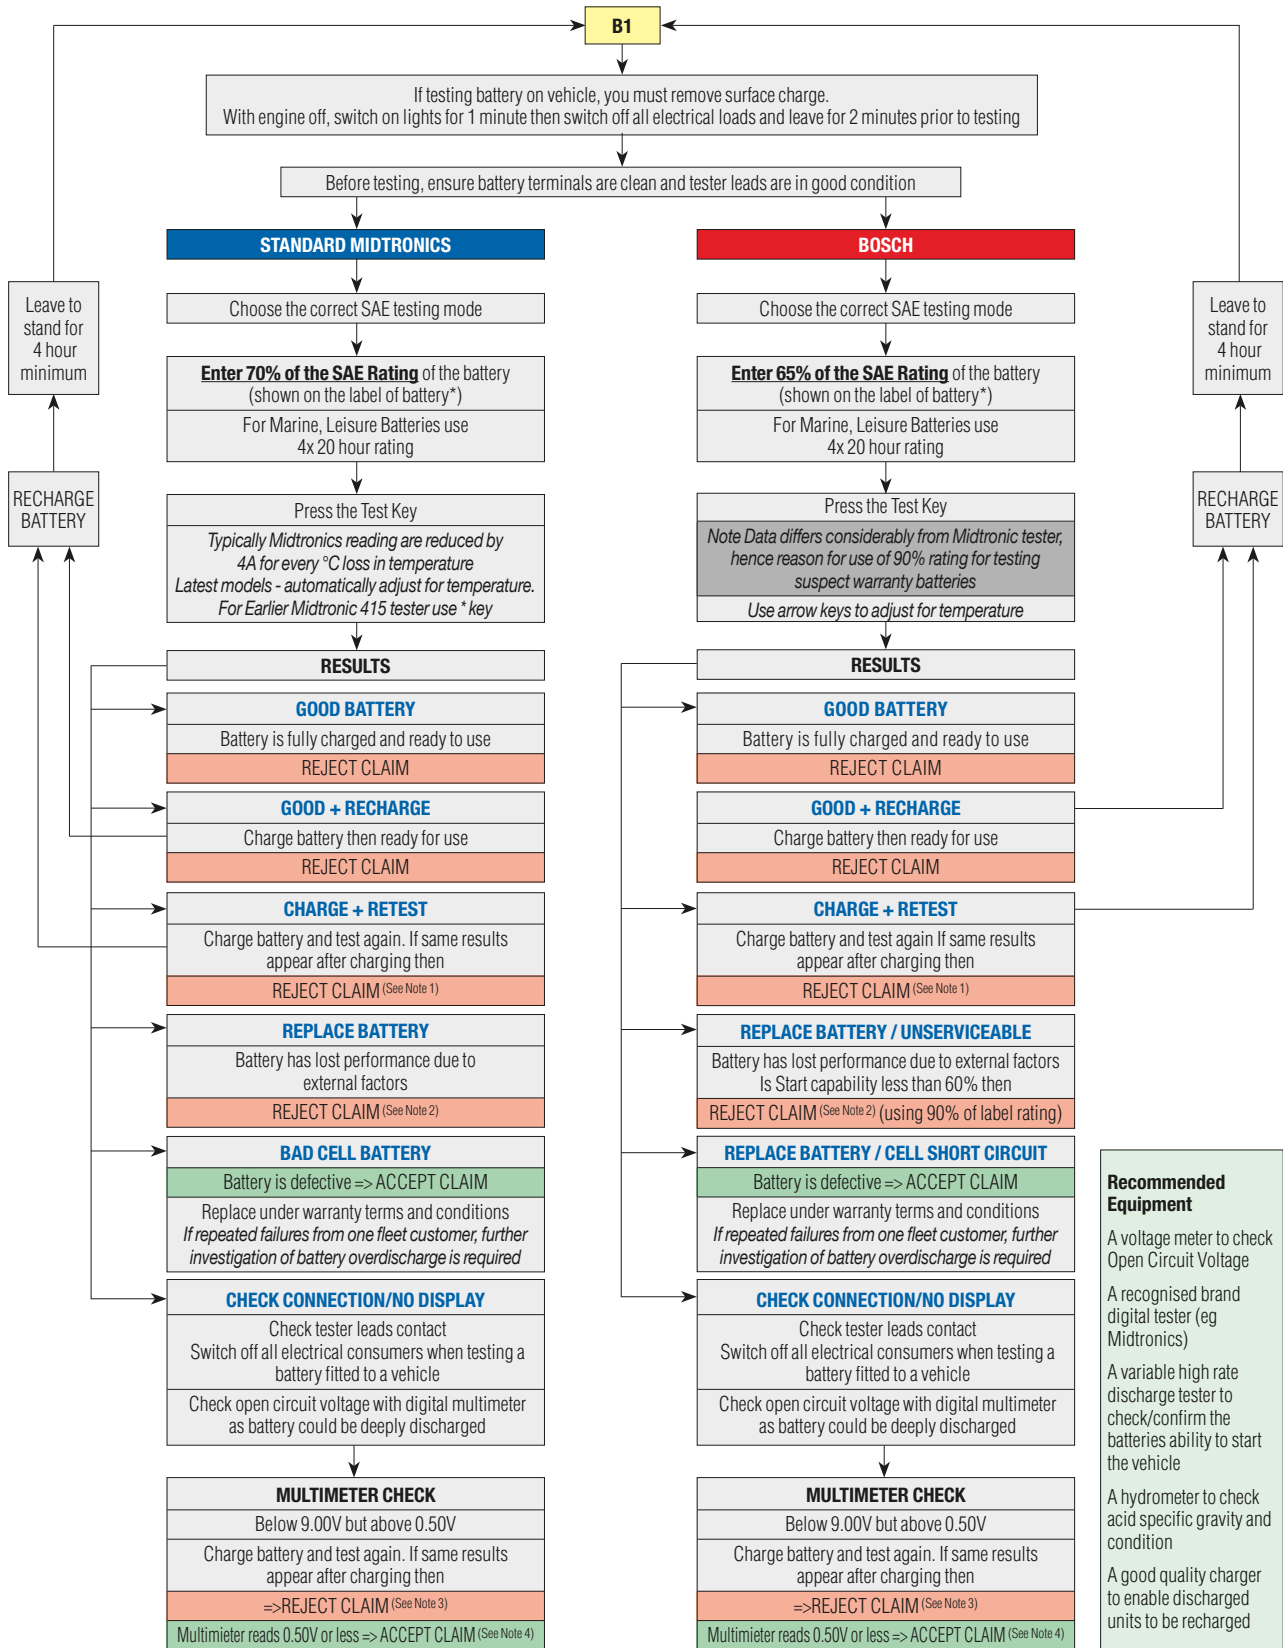 B1
If testing battery on vehicle, you must remove surface charge.
With engine off, switch on lights for 1 minute then switch off all electrical loads and leave for 2 minutes prior to testing
Before testing, ensure battery terminals are clean and tester leads are in good condition
Leave to
stand for
4 hour
minimum
RECHARGE
BATTERY
STANDARD MIDTRONICS
Choose the correct SAE testing mode
Enter 70% of the SAE Rating of the battery
(shown on the label of battery*)
For Marine, Leisure Batteries use
4x 20 hour rating
Press the Test Key
Typically Midtronics reading are reduced by
4A for every °C loss in temperature
Latest models - automatically adjust for temperature.
For Earlier Midtronic 415 tester use * key
RESULTS
GOOD BATTERY
Battery is fully charged and ready to use
REJECT CLAIM
GOOD + RECHARGE
Charge battery then ready for use
REJECT CLAIM
CHARGE + RETEST
Charge battery and test again. If same results
appear after charging then
REJECT CLAIM (See Note 1)
REPLACE BATTERY
Battery has lost performance due to
external factors
REJECT CLAIM (See Note 2)
BAD CELL BATTERY
Battery is defective => ACCEPT CLAIM
Replace under warranty terms and conditions
If repeated failures from one fleet customer, further
investigation of battery overdischarge is required
CHECK CONNECTION/NO DISPLAY
Check tester leads contact
Switch off all electrical consumers when testing a
battery fitted to a vehicle
Check open circuit voltage with digital multimeter
as battery could be deeply discharged
MULTIMETER CHECK
Below 9.00V but above 0.50V
Charge battery and test again. If same results
appear after charging then
=>REJECT CLAIM (See Note 3)
Multimieter reads 0.50V or less => ACCEPT CLAIM (See Note 4)
BOSCH
Choose the correct SAE testing mode
Enter 65% of the SAE Rating of the battery
(shown on the label of battery*)
For Marine, Leisure Batteries use
4x 20 hour rating
Press the Test Key
Note Data differs considerably from Midtronic tester,
hence reason for use of 90% rating for testing
suspect warranty batteries
Use arrow keys to adjust for temperature
RESULTS
GOOD BATTERY
Battery is fully charged and ready to use
REJECT CLAIM
GOOD + RECHARGE
Charge battery then ready for use
REJECT CLAIM
CHARGE + RETEST
Charge battery and test again If same results
appear after charging then
REJECT CLAIM (See Note 1)
REPLACE BATTERY / UNSERVICEABLE
Battery has lost performance due to external factors
Is Start capability less than 60% then
REJECT CLAIM (See Note 2) (using 90% of label rating)
REPLACE BATTERY / CELL SHORT CIRCUIT
Battery is defective => ACCEPT CLAIM
Replace under warranty terms and conditions
If repeated failures from one fleet customer, further
investigation of battery overdischarge is required
CHECK CONNECTION/NO DISPLAY
Check tester leads contact
Switch off all electrical consumers when testing a
battery fitted to a vehicle
Check open circuit voltage with digital multimeter
as battery could be deeply discharged
MULTIMETER CHECK
Below 9.00V but above 0.50V
Charge battery and test again. If same results
appear after charging then
=>REJECT CLAIM (See Note 3)
Multimieter reads 0.50V or less => ACCEPT CLAIM (See Note 4)
Leave to
stand for
4 hour
minimum
RECHARGE
BATTERY
Recommended
Equipment
A voltage meter to check
Open Circuit Voltage
A recognised brand
digital tester (eg
Midtronics)
A variable high rate
discharge tester to
check/confirm the
batteries ability to start
the vehicle
A hydrometer to check
acid specific gravity and
condition
A good quality charger
to enable discharged
units to be recharged